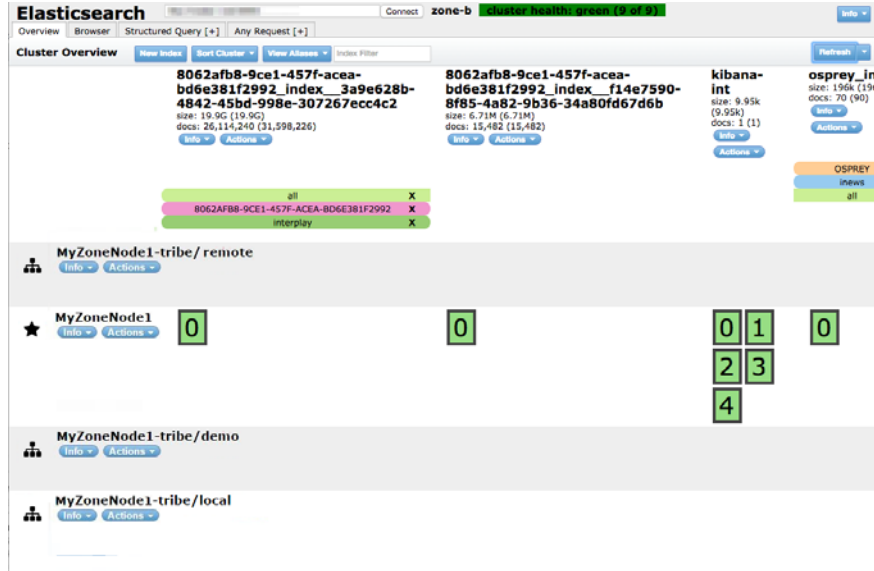 Elasticsearch
Connect
zone-b
cluster health: green (9 of 9)
Info
Overview
Browser
Structured Query [+]
Any Request [+]
Cluster Overview
New Index
Sort Cluster
View Aliases
Index Filter
Refresh
8062afb8-9ce1-457f-acea-
bd6e381f2992_index__3a9e628b-
4842-45bd-998e-307267ecc4c2
size: 19.9G (19.9G)
docs: 26,114,240 (31,598,226)
Info
Actions
8062afb8-9ce1-457f-acea-
bd6e381f2992_index__f14e7590-
8f85-4a82-9b36-34a80fd67d6b
size: 6.71M (6.71M)
docs: 15,482 (15,482)
Info
Actions
kibana-
int
size: 9.95k
(9.95k)
docs: 1 (1)
Info
Actions
osprey_in
size: 196k (19
docs: 70 (90)
Info
Actions
all X
8062AFB8-9CE1-457F-ACEA-BD6E381F2992 X
interplay X
OSPREY
inews
all
MyZoneNode1-tribe/remote
Info
Actions
MyZoneNode1
Info
Actions
0
0
0 1
2 3
4
0
MyZoneNode1-tribe/demo
Info
Actions
MyZoneNode1-tribe/local
Info
Actions